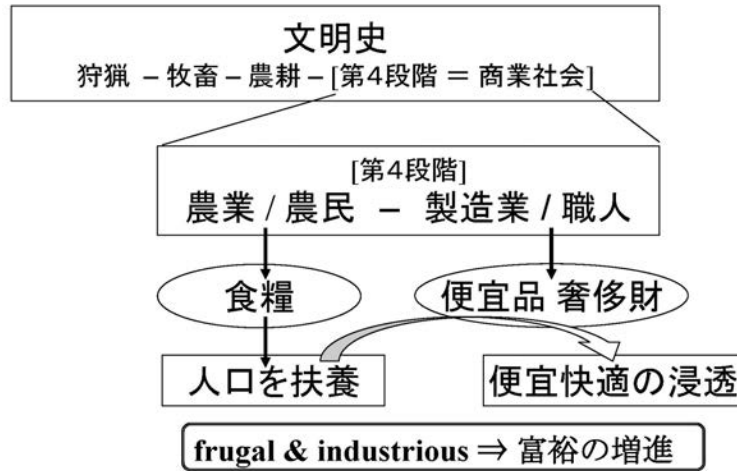 文明史
狩猟 – 牧畜 – 農耕 – [第4段階 = 商業社会]
[第4段階]
農業 / 農民 – 製造業 / 職人
食糧
便宜品 奢侈財
人口を扶養
便宜快適の浸透
frugal & industrious ⇒ 富裕の増進